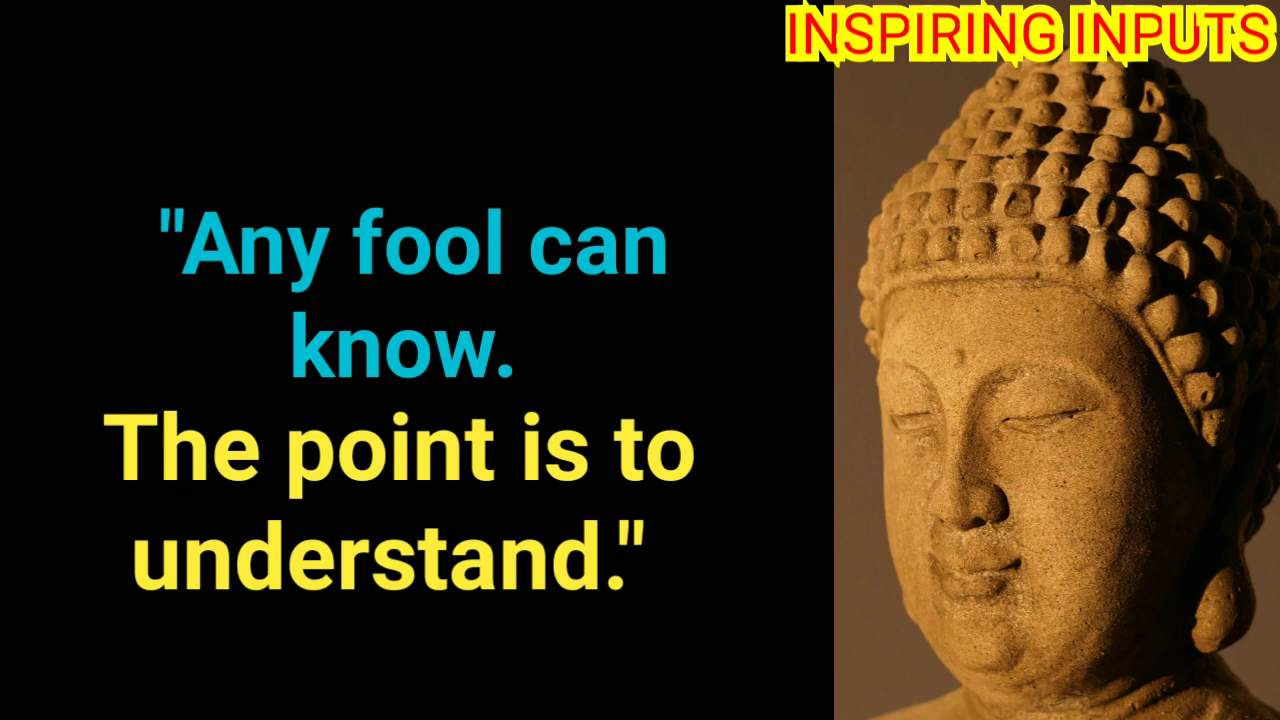 INSPIRING INPUTS
"Any fool can
know.
The point is to
understand."